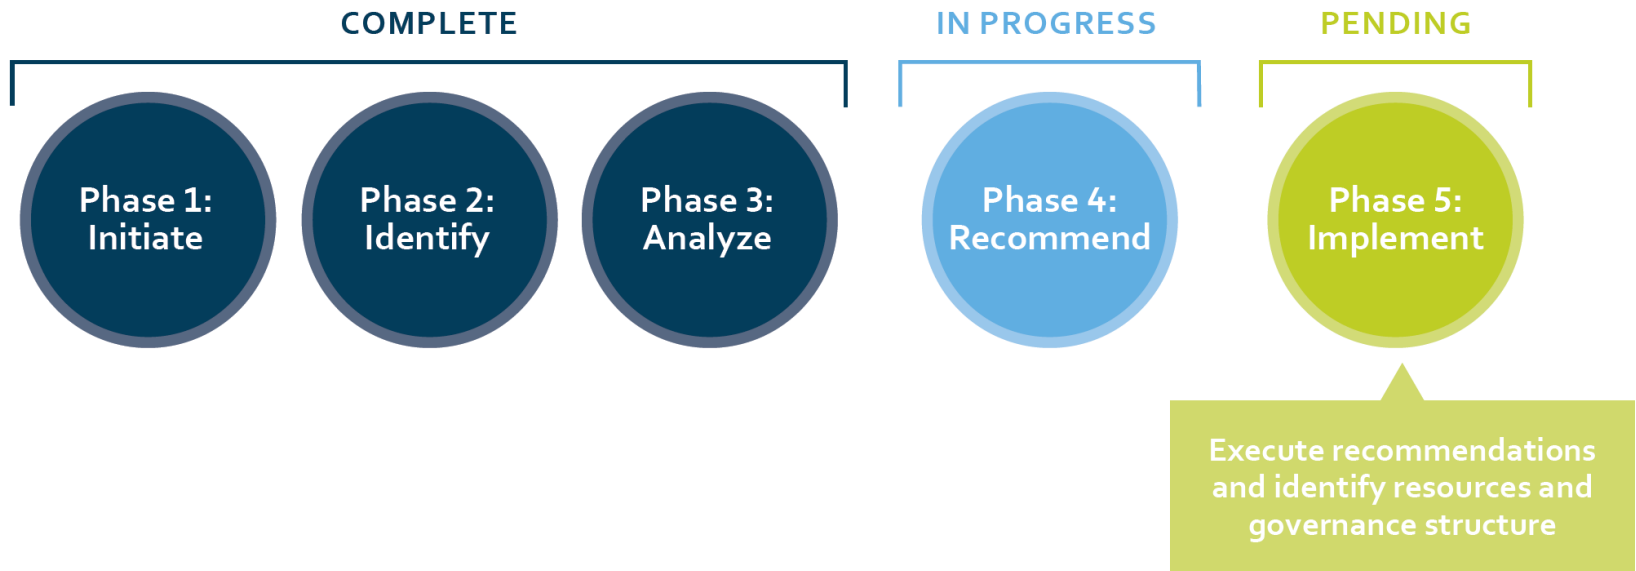 COMPLETE
IN PROGRESS
PENDING
Phase 1:
Initiate
Phase 2:
Identify
Phase 3:
Analyze
Phase 4:
Recommend
Phase 5:
Implement
Execute recommendations
and identify resources and
governance structure